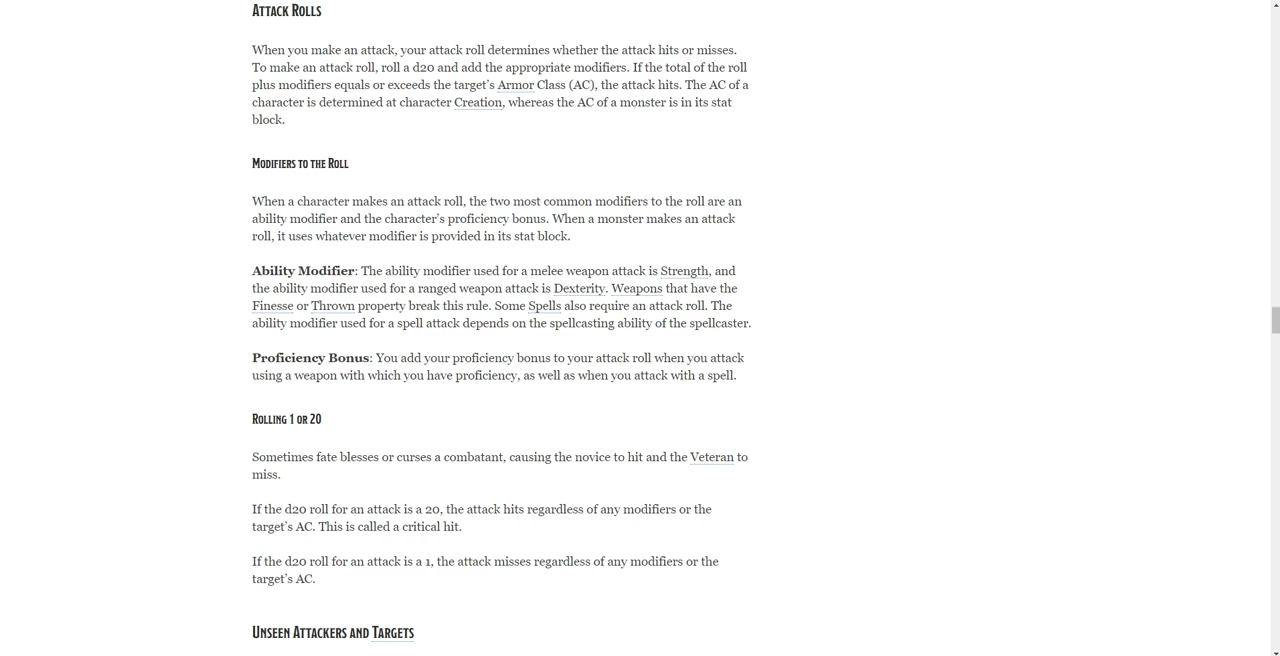 Attack Rolls
When you make an attack, your attack roll determines whether the attack hits or misses.
To make an attack roll, roll a d20 and add the appropriate modifiers. If the total of the roll
plus modifiers equals or exceeds the target's Armor Class (AC), the attack hits. The AC of a
character is determined at character Creation, whereas the AC of a monster is in its stat
block.
Modifiers to the Roll
When a character makes an attack roll, the two most common modifiers to the roll are an
ability modifier and the character's proficiency bonus. When a monster makes an attack
roll, it uses whatever modifier is provided in its stat block.
Ability Modifier: The ability modifier used for a melee weapon attack is Strength, and
the ability modifier used for a ranged weapon attack is Dexterity. Weapons that have the
Finesse or Thrown property break this rule. Some Spells also require an attack roll. The
ability modifier used for a spell attack depends on the spellcasting ability of the spellcaster.
Proficiency Bonus: You add your proficiency bonus to your attack roll when you attack
using a weapon with which you have proficiency, as well as when you attack with a spell.
Rolling 1 or 20
Sometimes fate blesses or curses a combatant, causing the novice to hit and the Veteran to
miss.
If the d20 roll for an attack is a 20, the attack hits regardless of any modifiers or the
target's AC. This is called a critical hit.
If the d20 roll for an attack is a 1, the attack misses regardless of any modifiers or the
target's AC.
Unseen Attackers and Targets